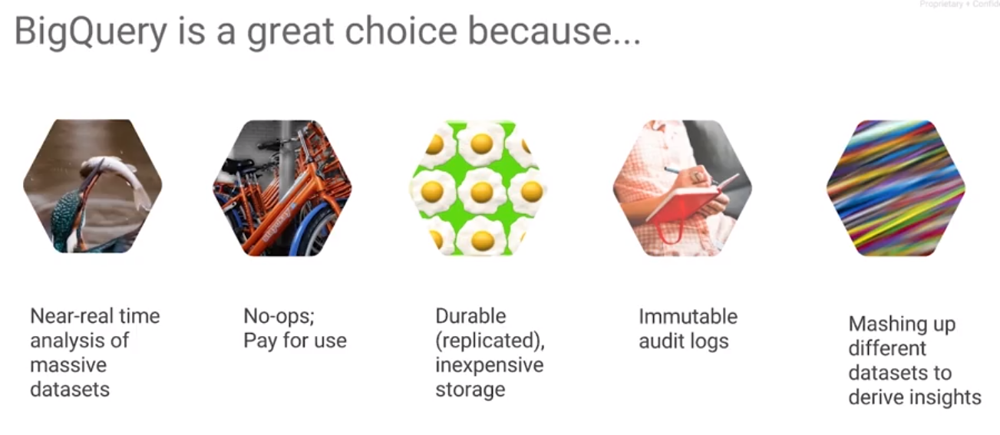 Proprietary + Confid
BigQuery is a great choice because...
Near-real time
analysis of
massive
datasets
No-ops;
Pay for use
Durable
(replicated),
inexpensive
storage
Immutable
audit logs
Mashing up
different
datasets to
derive insights